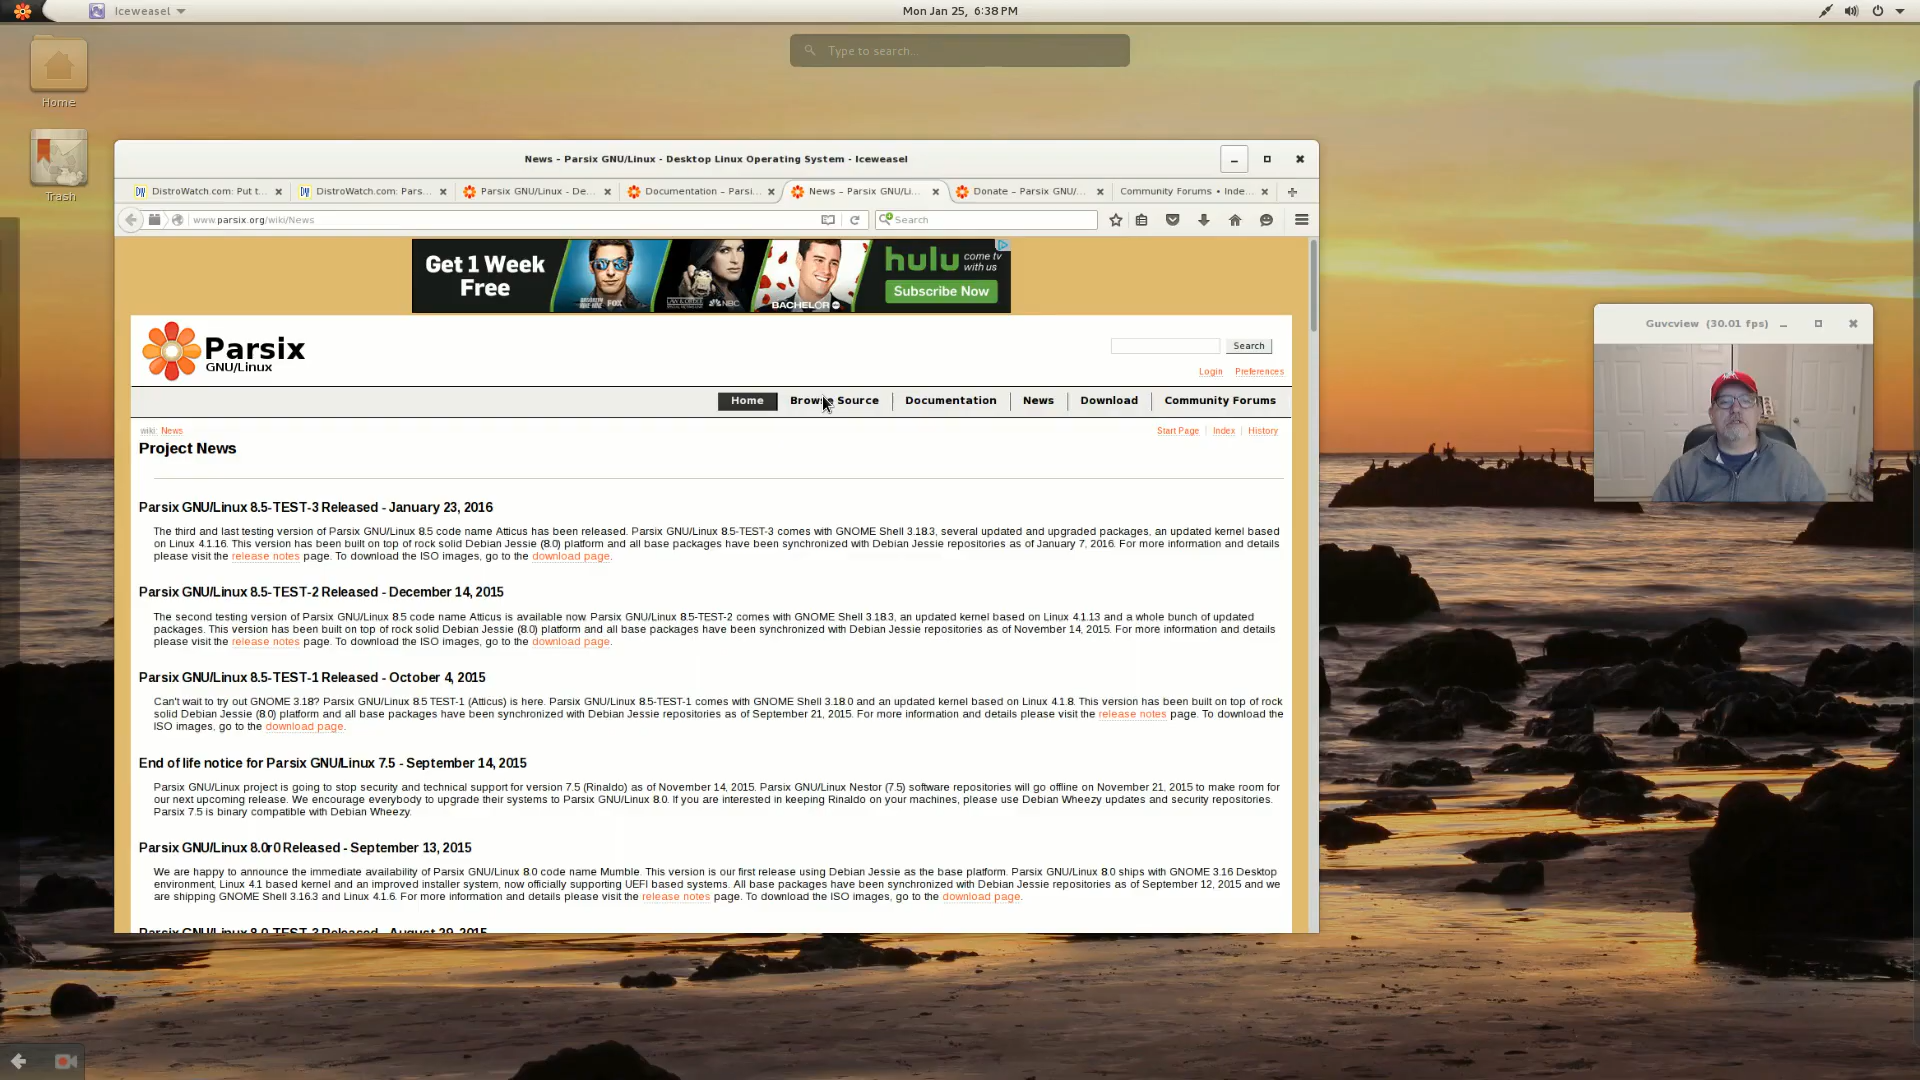 Iceweasel
Mon Jan 25, 6:38 PM
Type to search...
Home
Trash
News – Parsix GNU/Linux - Desktop Linux Operating System - Iceweasel
DistroWatch.com: Put t...
DistroWatch.com: Pars...
Parsix GNU/Linux - De...
Documentation – Parsi...
News – Parsix GNU/Li...
Donate – Parsix GNU/...
Community Forums • Inde...
www.parsix.org/wiki/News
Search
Get 1 Week
Free
hulu
come tv
with us
Subscribe Now
FOX
NBC
BACHELOR
Parsix
GNU/Linux
Search
Login
Preferences
Home
Browse Source
Documentation
News
Download
Community Forums
wiki: News
Start Page
Index
History
Project News
Parsix GNU/Linux 8.5-TEST-3 Released - January 23, 2016
The third and last testing version of Parsix GNU/Linux 8.5 code name Atticus has been released. Parsix GNU/Linux 8.5-TEST-3 comes with GNOME Shell 3.18.3, several updated and upgraded packages, an updated kernel based
on Linux 4.1.16. This version has been built on top of rock solid Debian Jessie (8.0) platform and all base packages have been synchronized with Debian Jessie repositories as of January 7, 2016. For more information and details
please visit the release notes page. To download the ISO images, go to the download page.
Parsix GNU/Linux 8.5-TEST-2 Released - December 14, 2015
The second testing version of Parsix GNU/Linux 8.5 code name Atticus is available now. Parsix GNU/Linux 8.5-TEST-2 comes with GNOME Shell 3.18.3, an updated kernel based on Linux 4.1.13 and a whole bunch of updated
packages. This version has been built on top of rock solid Debian Jessie (8.0) platform and all base packages have been synchronized with Debian Jessie repositories as of November 14, 2015. For more information and details
please visit the release notes page. To download the ISO images, go to the download page.
Parsix GNU/Linux 8.5-TEST-1 Released - October 4, 2015
Can't wait to try out GNOME 3.18? Parsix GNU/Linux 8.5 TEST-1 (Atticus) is here. Parsix GNU/Linux 8.5-TEST-1 comes with GNOME Shell 3.18.0 and an updated kernel based on Linux 4.1.8. This version has been built on top of rock
solid Debian Jessie (8.0) platform and all base packages have been synchronized with Debian Jessie repositories as of September 21, 2015. For more information and details please visit the release notes page. To download the
ISO images, go to the download page.
End of life notice for Parsix GNU/Linux 7.5 - September 14, 2015
Parsix GNU/Linux project is going to stop security and technical support for version 7.5 (Rinaldo) as of November 14, 2015. Parsix GNU/Linux Nestor (7.5) software repositories will go offline on November 21, 2015 to make room for
our next upcoming release. We encourage everybody to upgrade their systems to Parsix GNU/Linux 8.0. If you are interested in keeping Rinaldo on your machines, please use Debian Wheezy updates and security repositories.
Parsix 7.5 is binary compatible with Debian Wheezy.
Parsix GNU/Linux 8.0r0 Released - September 13, 2015
We are happy to announce the immediate availability of Parsix GNU/Linux 8.0 code name Mumble. This version is our first release using Debian Jessie as the base platform. Parsix GNU/Linux 8.0 ships with GNOME 3.16 Desktop
environment, Linux 4.1 based kernel and an improved installer system, now officially supporting UEFI based systems. All base packages have been synchronized with Debian Jessie repositories as of September 12, 2015 and we
are shipping GNOME Shell 3.16.3 and Linux 4.1.6. For more information and details please visit the release notes page. To download the ISO images, go to the download page.
Parsix GNU/Linux 8.0-TEST-3 Released - August 29, 2015
Guvcview (30.01 fps)